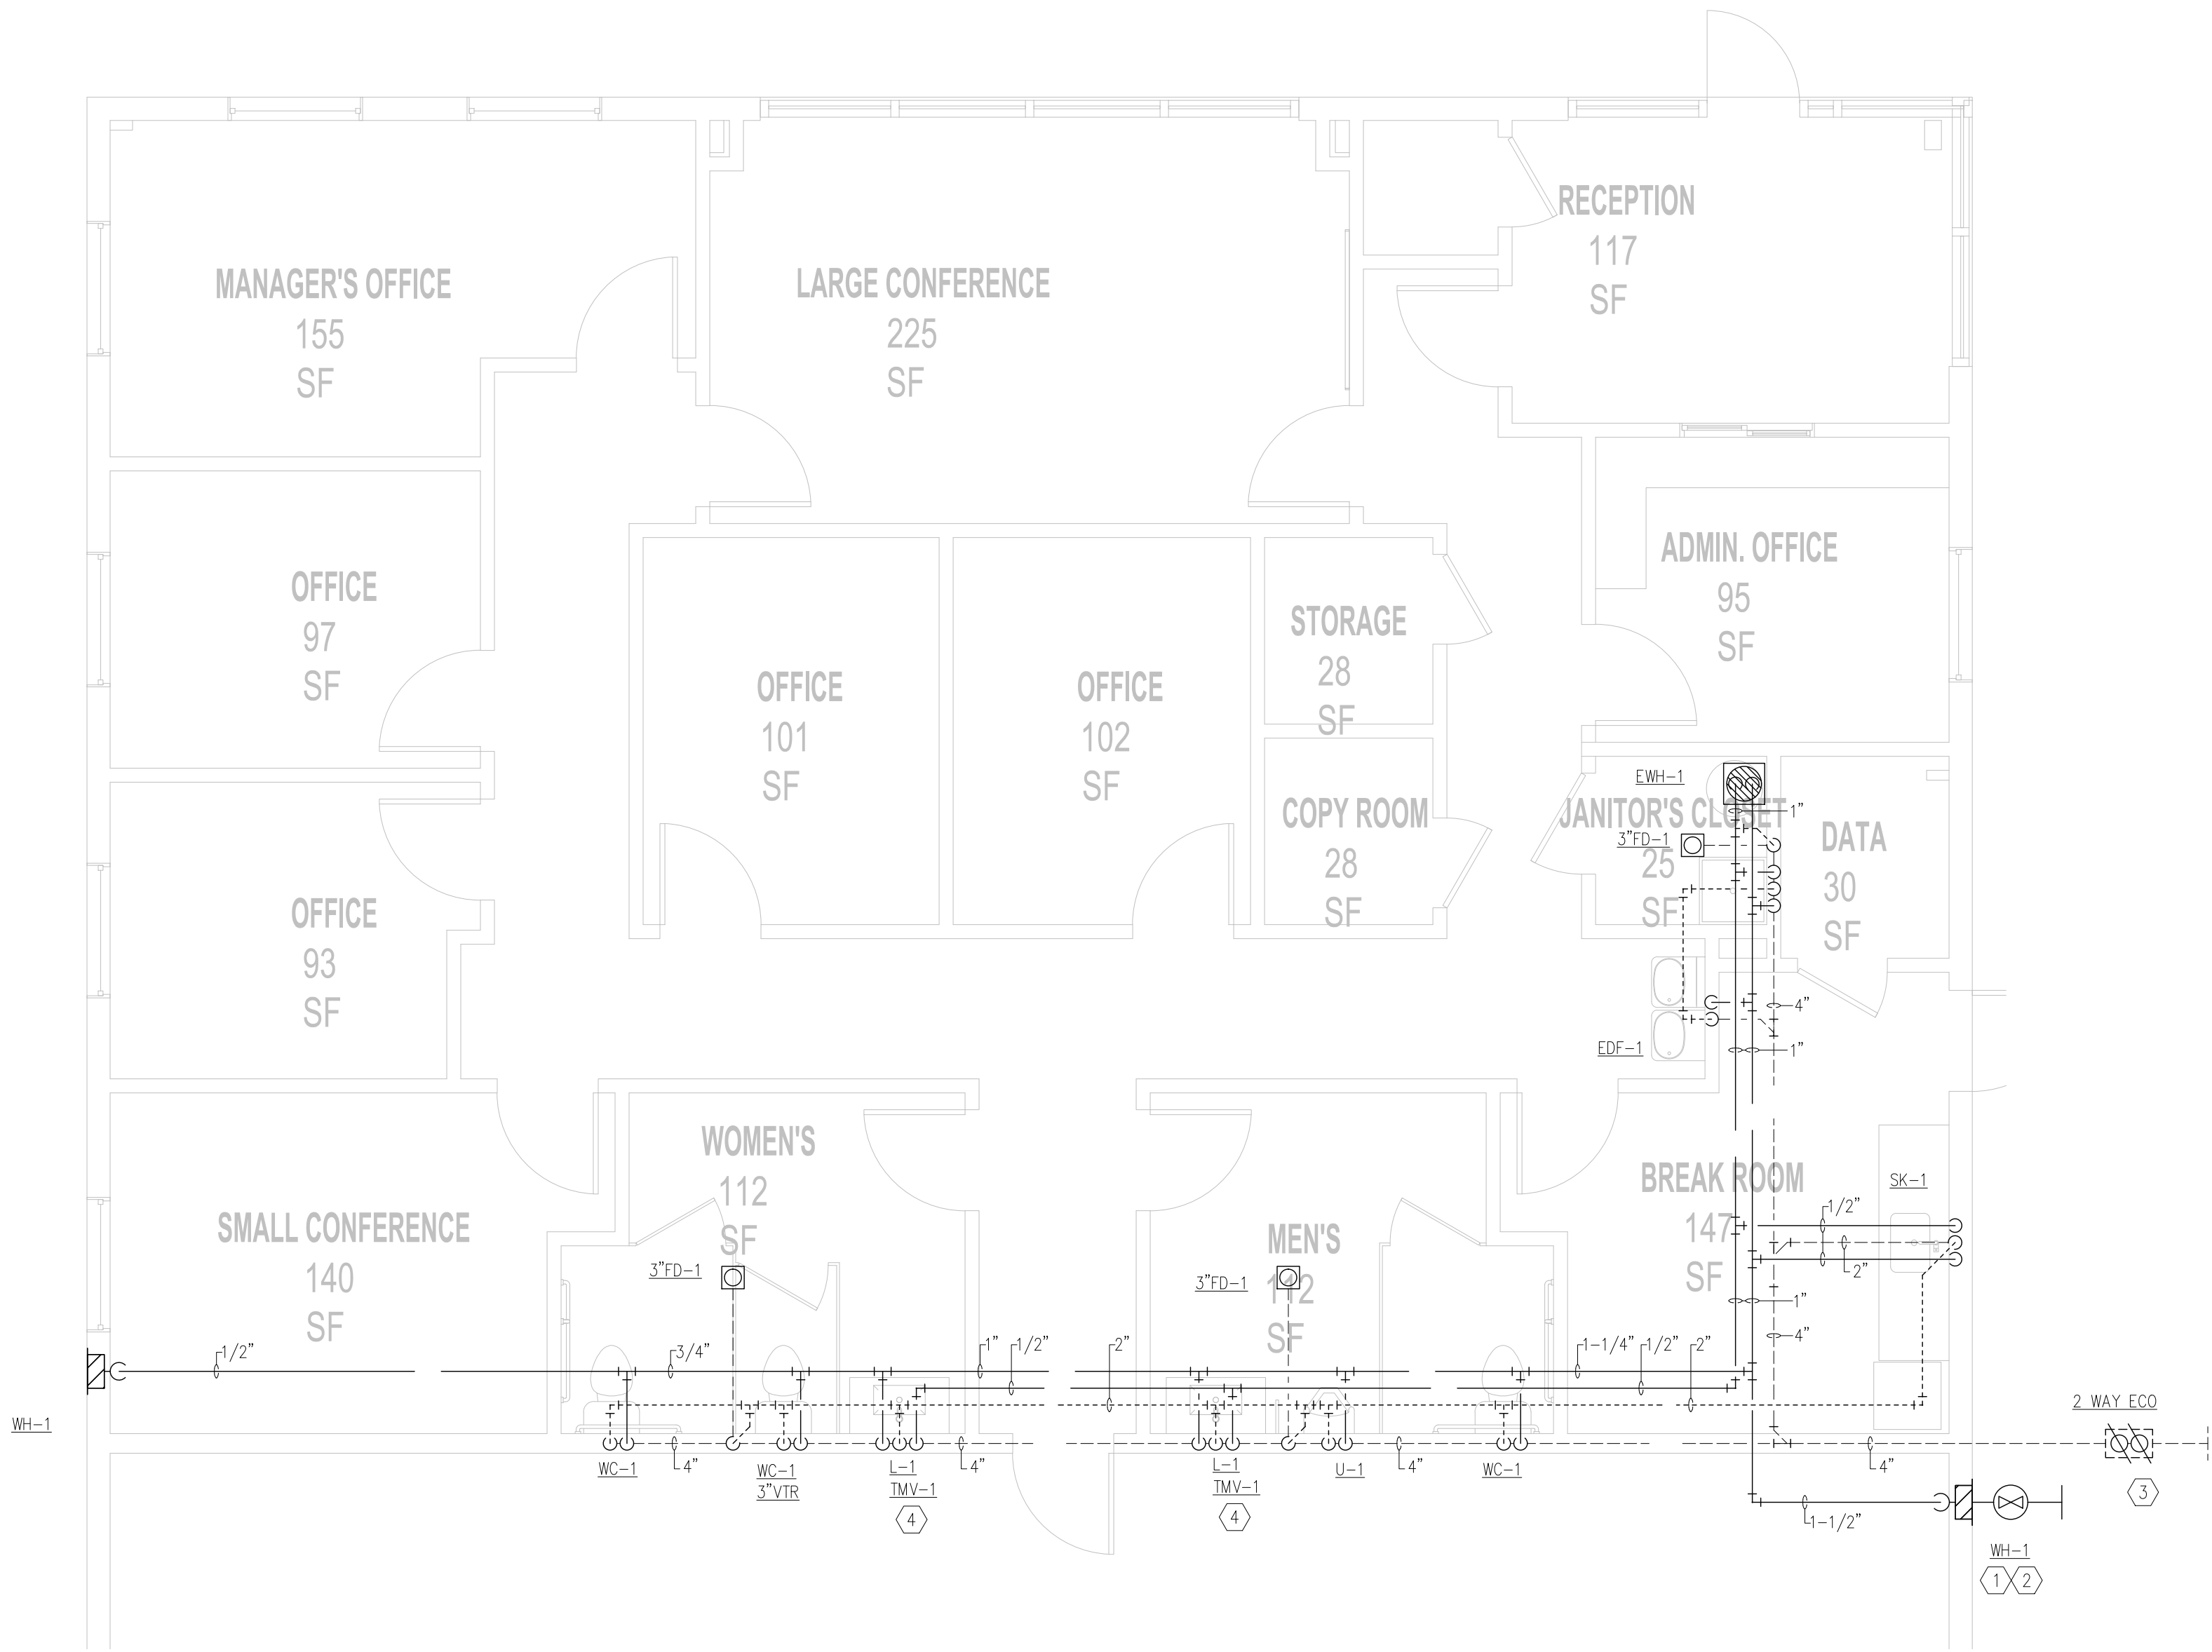 RECEPTION
117
SF
MANAGER'S OFFICE
155
SF
LARGE CONFERENCE
225
SF
ADMIN. OFFICE
95
SF
OFFICE
97
SF
STORAGE
28
SF
OFFICE
101
SF
OFFICE
102
SF
EWH-1
1"
COPY ROOM
28
SF
JANITOR'S CLOSET
25
SF
3"FD-1
DATA
30
SF
OFFICE
93
SF
4"
EDF-1
1"
WOMEN'S
112
SF
BREAK ROOM
147
SF
SK-1
1/2"
2"
SMALL CONFERENCE
140
SF
MEN'S
112
SF
3"FD-1
3"FD-1
1"
4"
1/2"
3/4"
1"
1/2"
2"
1-1/4"
1/2"
2"
WH-1
2 WAY ECO
4"
4"
4"
4"
WC-1
WC-1
3"VTR
L-1
TMV-1
4
L-1
TMV-1
4
U-1
WC-1
3
1-1/2"
WH-1
1
2